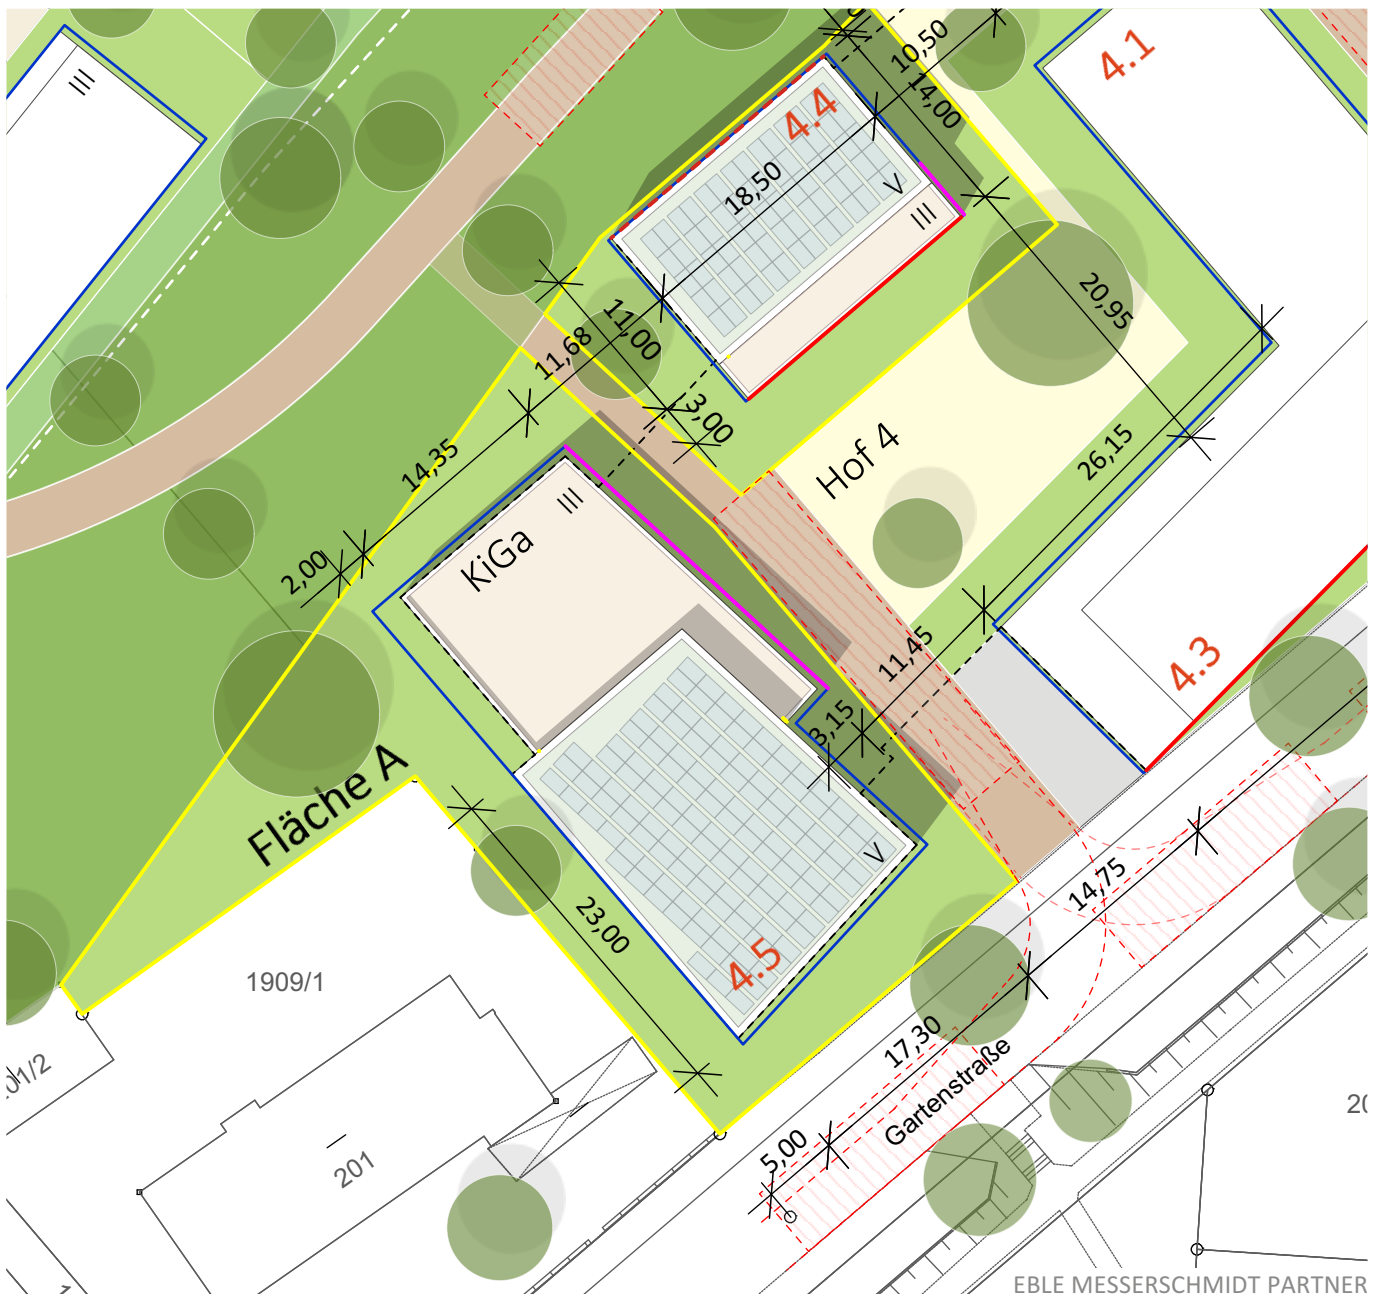 III
4.1
10,50
14,00
4.4
18,50
V
III
20,95
11,00
11,68
3,00
Hof 4
26,15
14,35
III
KiGa
2,00
11,45
4.3
3,15
Fläche A
V
14,75
23,00
4.5
1909/1
17,30
Gartenstraße
5,00
201
EBLE MESSERSCHMIDT PARTNER